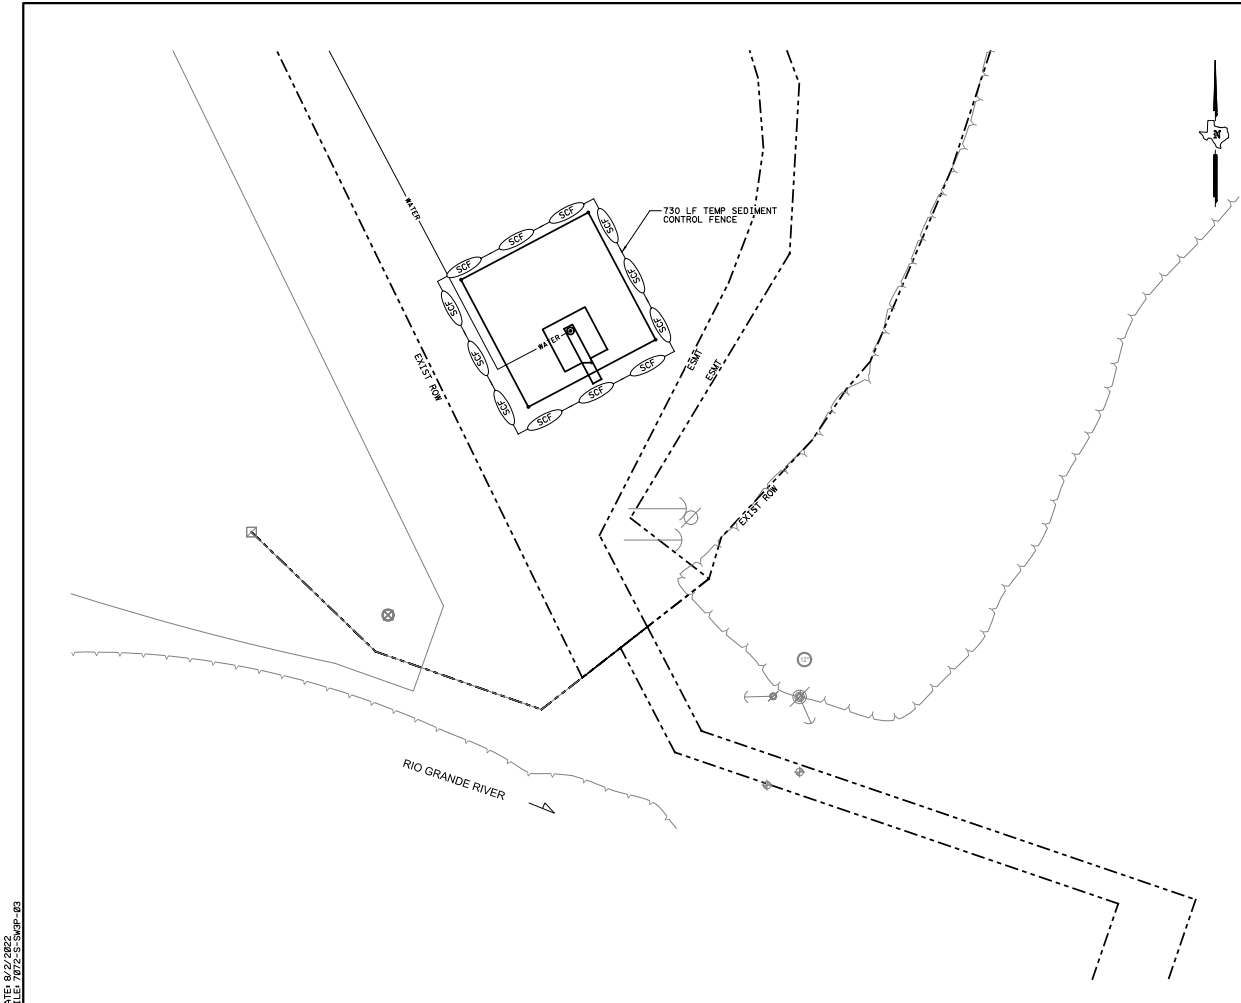 WATER
730 LF TEMP SEDIMENT
CONTROL FENCE
SCF
SCF
SCF
SCF
SCF
SCF
SCF
SCF
SCF
SCF
SCF
SCF
WATER
N
EXIST ROW
ESMT
ESMT
EXIST ROW
12"
RIO GRANDE RIVER
ATE: 8/2/2022
ILE: 7072-S-SW3P-03